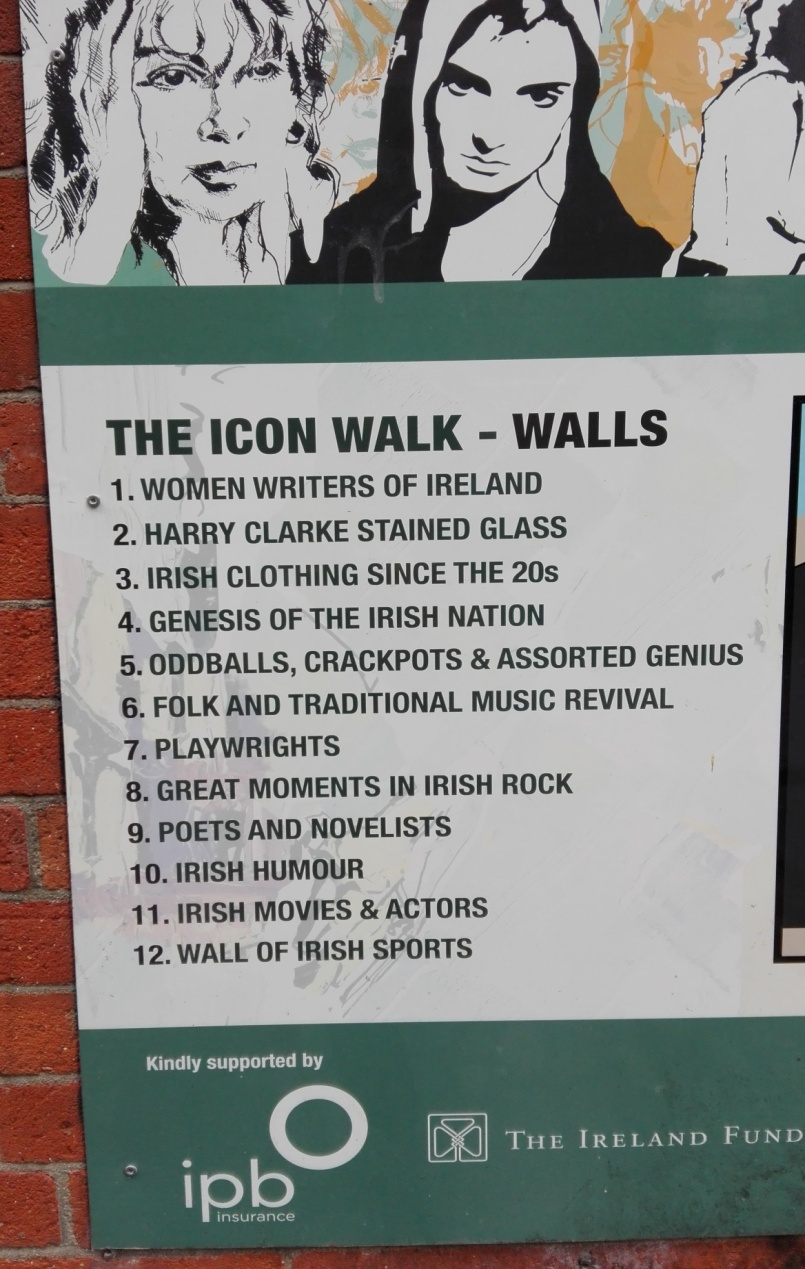 THE ICON WALK - WALLS
1. WOMEN WRITERS OF IRELAND
2. HARRY CLARKE STAINED GLASS
3. IRISH CLOTHING SINCE THE 20s
4. GENESIS OF THE IRISH NATION
5. ODDBALLS, CRACKPOTS & ASSORTED GENIUS
6. FOLK AND TRADITIONAL MUSIC REVIVAL
7. PLAYWRIGHTS
8. GREAT MOMENTS IN IRISH ROCK
9. POETS AND NOVELISTS
10. IRISH HUMOUR
11. IRISH MOVIES & ACTORS
12. WALL OF IRISH SPORTS
Kindly supported by
ipb
insurance
THE IRELAND FUND